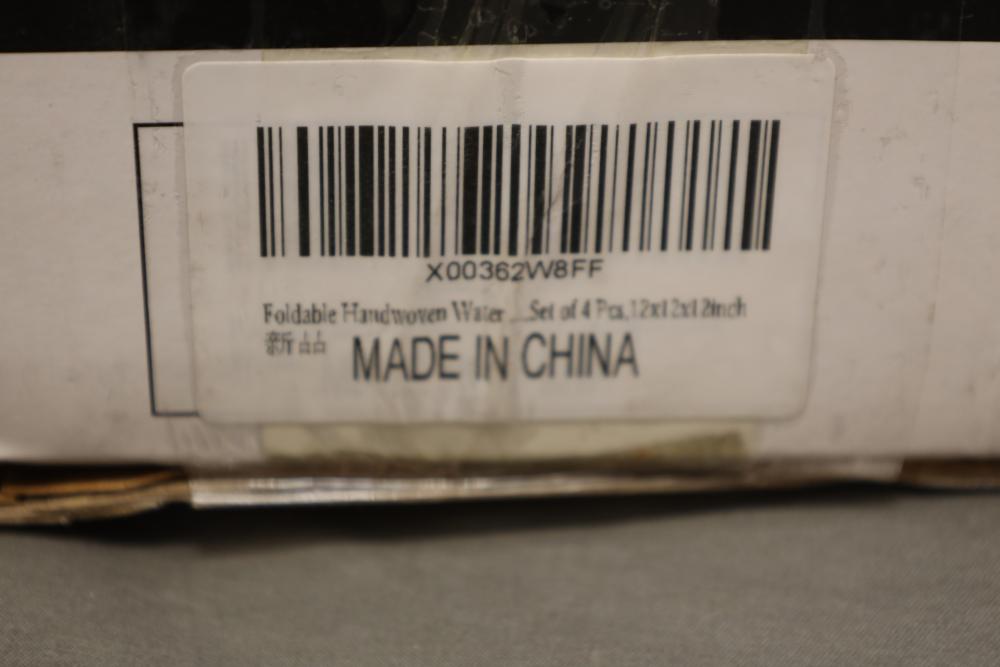 X00362W8FF
Foldable Handwoven Water ...Set of 4 Pcs,12x12x12inch
新品
MADE IN CHINA